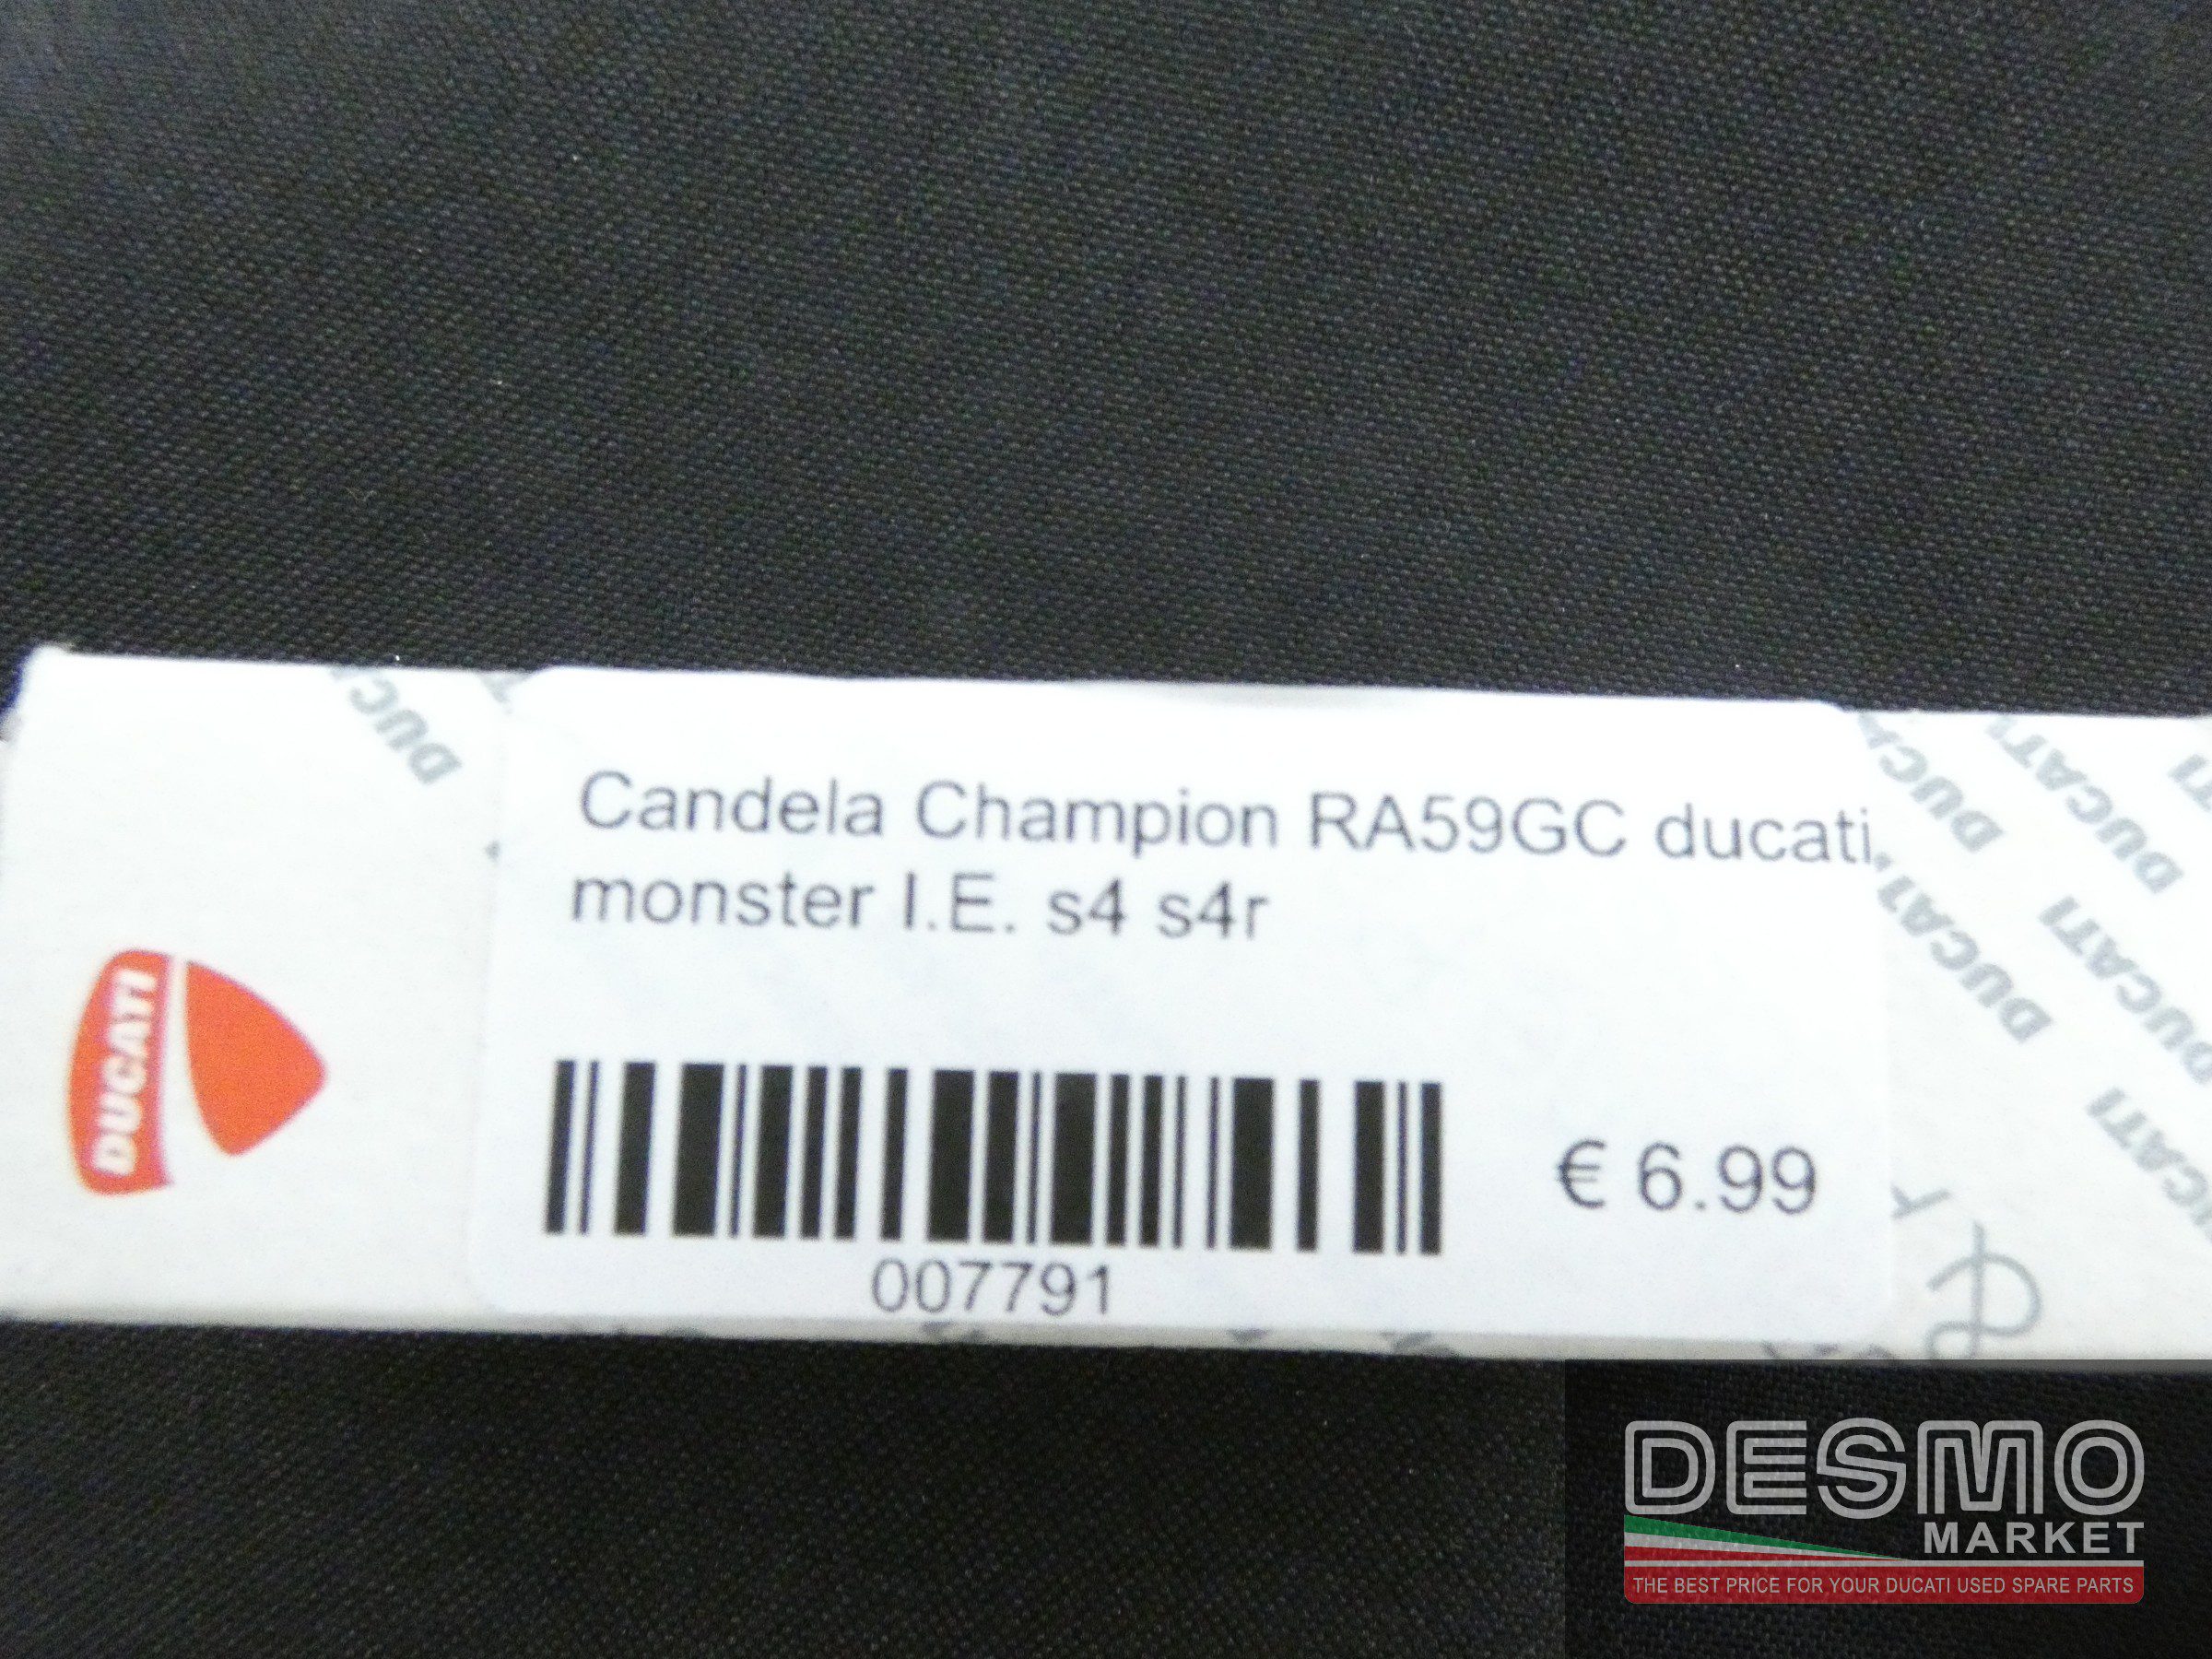 DUCATI
Candela Champion RA59GC ducati
monster I.E. s4 s4r
DUCATI
€ 6.99
007791
DUCATI
DUCATI
DUCATI
DESMO
MARKET
THE BEST PRICE FOR YOUR DUCATI USED SPARE PARTS